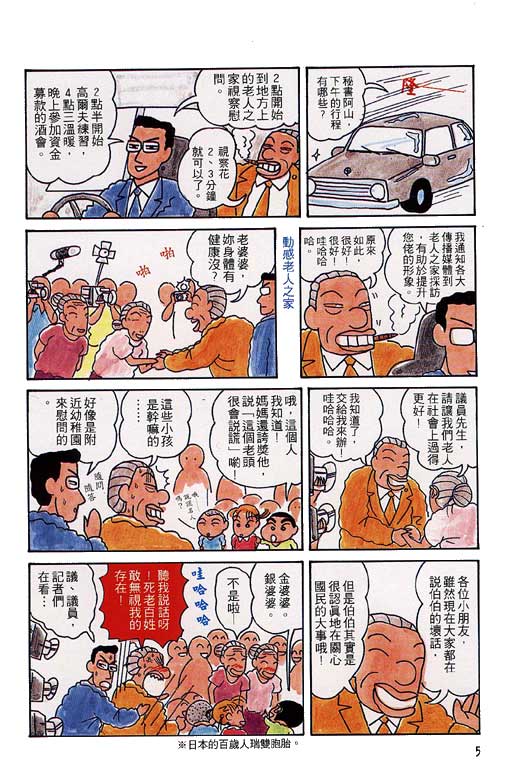 隆
秘書阿山，
下午的行程
有哪些？
２點開始
到地方上
的老人之
家視察慰
問。
視察花
２、３分鐘
就可以了。
２點半開始
高爾夫練習，
４點三溫暖，
晚上參加資金
募款的酒會。
我通知各大
傳播媒體到
老人之家採訪
，有助於提升
您佬的形象。
原來
如此，
很好！
很好！
哇哈哈
哈。
動感老人之家
老婆婆，
妳身體有
健康沒？
啪
啪
議員先生，
請讓我們老人
在社會上過得
更好！
我知道了，
交給我來辦！
哇哈哈哈。
哦，這個人
我知道！
媽媽還誇獎他，
說「這個老頭
很會說謊」喲！
哦
說謊名人
嗎？
這些小孩
是幹嘛的
…
好像是附
近幼稚園
來慰問的
。
隨問
隨答
各位小朋友，
雖然現在大家都在
說伯伯的壞話，
但是伯伯其實是
很認真地在關心
國民的大事哦！
金婆婆。
銀婆婆。
不是啦—
哇哈哈哈
聽我說話呀
！死老百姓
敢無視我的
存在！
議、議員，
記者們
在看…
※日本的百歲人瑞雙胞胎。
5